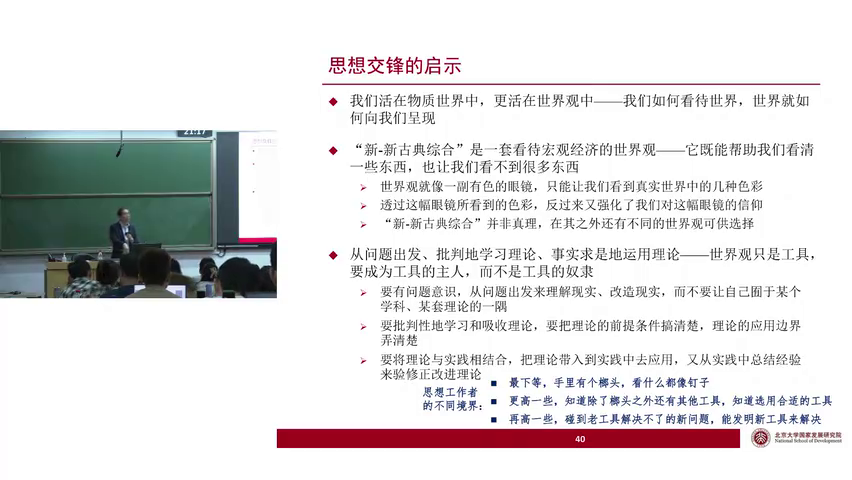 思想交锋的启示
我们活在物质世界中，更活在世界观中——我们如何看待世界，世界就如
何向我们呈现
“新-新古典综合”是一套看待宏观经济的世界观——它既能帮助我们看清
一些东西，也让我们看不到很多东西
世界观就像一副有色的眼镜，只能让我们看到真实世界中的几种色彩
透过这幅眼镜所看到的色彩，反过来又强化了我们对这幅眼镜的信仰
“新-新古典综合”并非真理，在其之外还有不同的世界观可供选择
从问题出发、批判地学习理论、事实求是地运用理论——世界观只是工具，
要成为工具的主人，而不是工具的奴隶
要有问题意识，从问题出发来理解现实、改造现实，而不要让自己囿于某个
学科、某套理论的一隅
要批判性地学习和吸收理论，要把理论的前提条件搞清楚，理论的应用边界
弄清楚
要将理论与实践相结合，把理论带入到实践中去应用，又从实践中总结经验
来验修正改进理论
思想工作者
的不同境界：
最下等，手里有个榔头，看什么都像钉子
更高一些，知道除了榔头之外还有其他工具，知道选用合适的工具
再高一些，碰到老工具解决不了的新问题，能发明新工具来解决
40
北京大学国家发展研究院
National School of Development
21:17